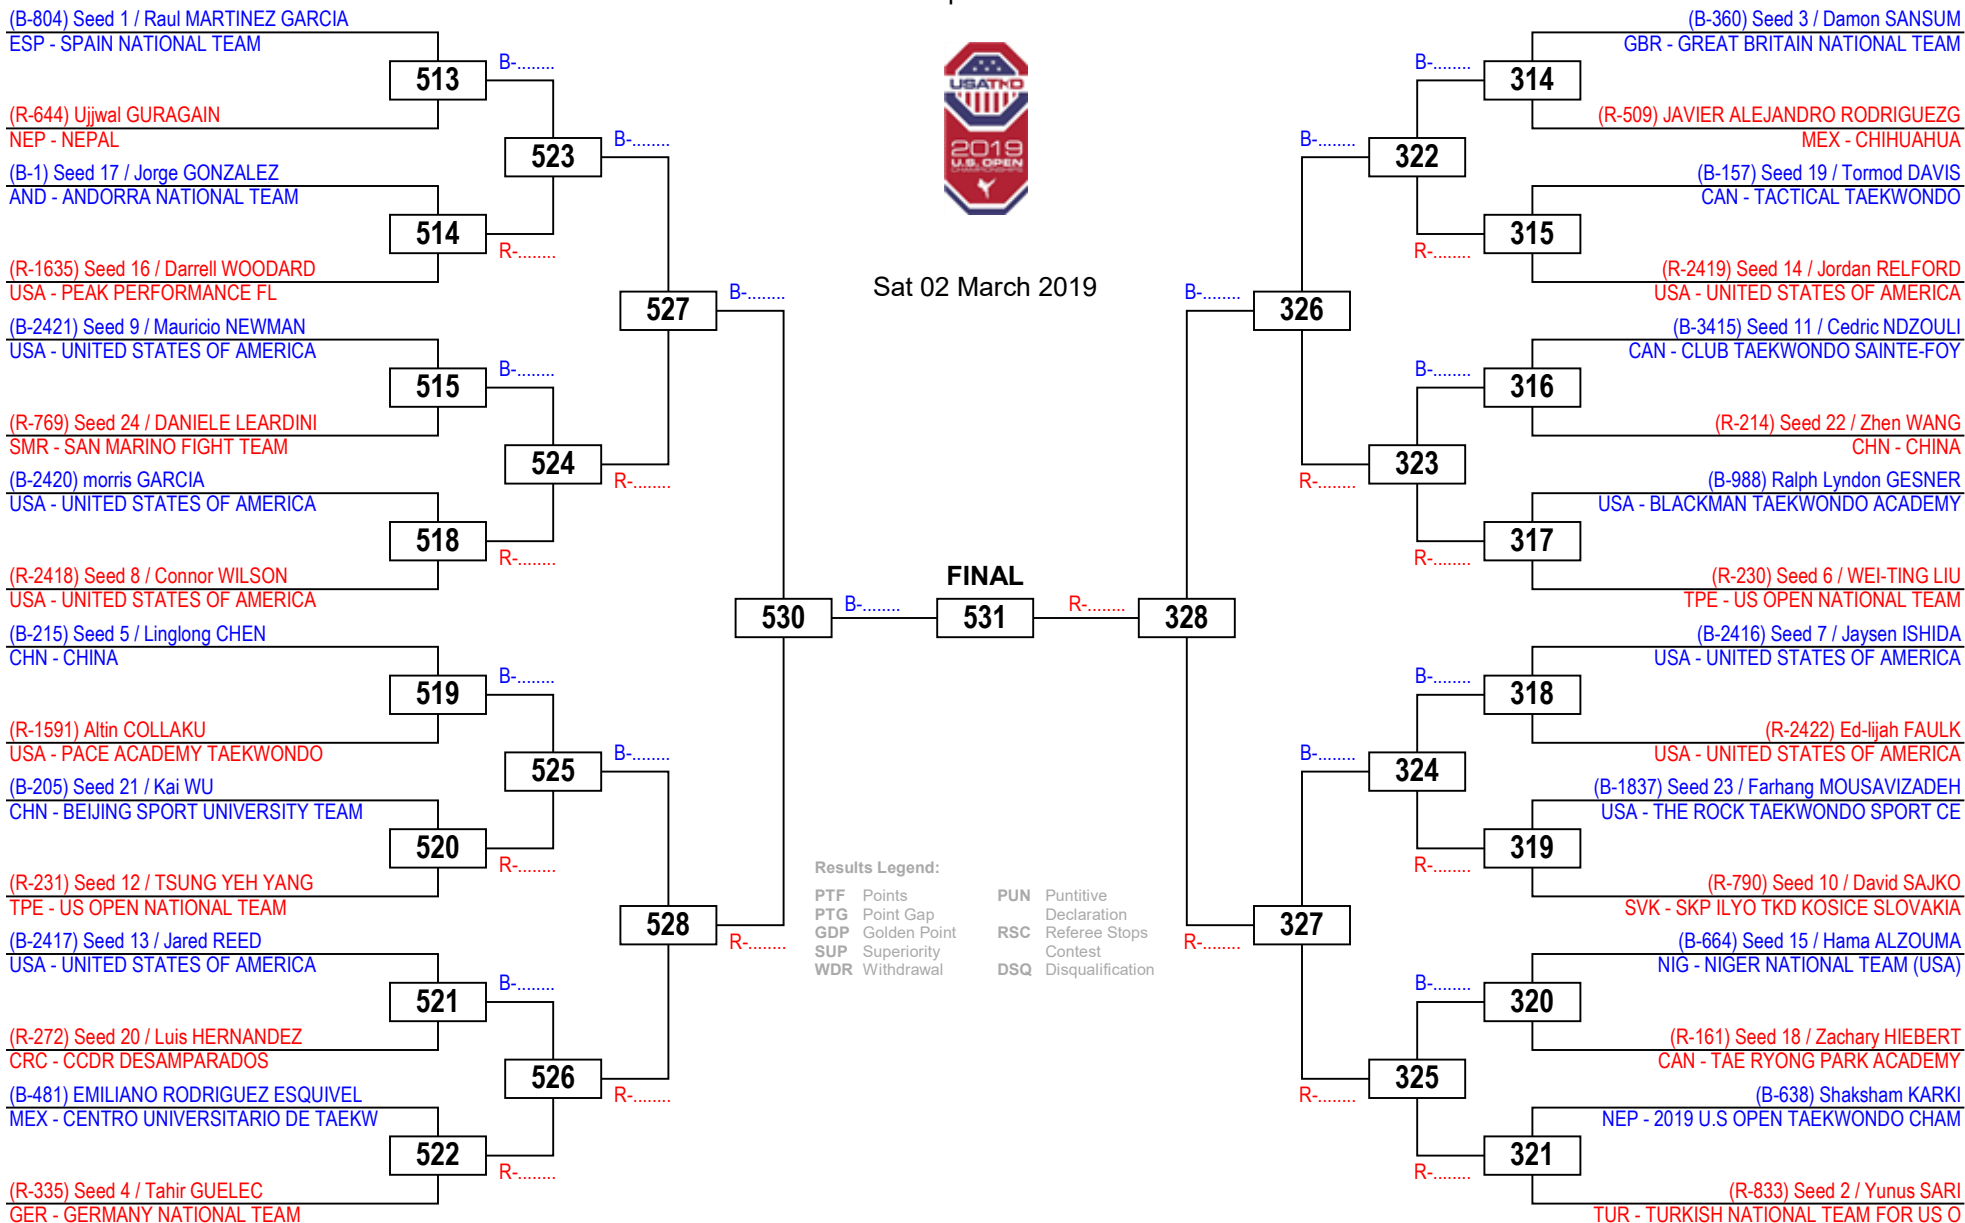 (B-804) Seed 1 / Raul MARTINEZ GARCIA
ESP - SPAIN NATIONAL TEAM
513
B-........
(R-644) Ujjwal GURAGAIN
NEP - NEPAL
523
B-........
(B-1) Seed 17 / Jorge GONZALEZ
AND - ANDORRA NATIONAL TEAM
514
R-........
(R-1635) Seed 16 / Darrell WOODARD
USA - PEAK PERFORMANCE FL
527
B-........
(B-2421) Seed 9 / Mauricio NEWMAN
USA - UNITED STATES OF AMERICA
515
B-........
(R-769) Seed 24 / DANIELE LEARDINI
SMR - SAN MARINO FIGHT TEAM
524
R-........
(B-2420) morris GARCIA
USA - UNITED STATES OF AMERICA
518
R-........
(R-2418) Seed 8 / Connor WILSON
USA - UNITED STATES OF AMERICA
530
B-........
(B-215) Seed 5 / Linglong CHEN
CHN - CHINA
519
B-........
(R-1591) Altin COLLAKU
USA - PACE ACADEMY TAEKWONDO
525
B-........
(B-205) Seed 21 / Kai WU
CHN - BEIJING SPORT UNIVERSITY TEAM
520
R-........
(R-231) Seed 12 / TSUNG YEH YANG
TPE - US OPEN NATIONAL TEAM
528
R-........
(B-2417) Seed 13 / Jared REED
USA - UNITED STATES OF AMERICA
521
B-........
(R-272) Seed 20 / Luis HERNANDEZ
CRC - CCDR DESAMPARADOS
526
R-........
(B-481) EMILIANO RODRIGUEZ ESQUIVEL
MEX - CENTRO UNIVERSITARIO DE TAEKW
522
R-........
(R-335) Seed 4 / Tahir GUELEC
GER - GERMANY NATIONAL TEAM
USATKD
2019
U.S. OPEN
CHAMPIONSHIPS
Sat 02 March 2019
FINAL
531
Results Legend:
PTF Points
PTG Point Gap
GDP Golden Point
SUP Superiority
WDR Withdrawal
PUN Puntitive
Declaration
RSC Referee Stops
Contest
DSQ Disqualification
(B-360) Seed 3 / Damon SANSUM
GBR - GREAT BRITAIN NATIONAL TEAM
B-........
314
(R-509) JAVIER ALEJANDRO RODRIGUEZG
MEX - CHIHUAHUA
B-........
322
(B-157) Seed 19 / Tormod DAVIS
CAN - TACTICAL TAEKWONDO
R-........
315
(R-2419) Seed 14 / Jordan RELFORD
USA - UNITED STATES OF AMERICA
B-........
326
(B-3415) Seed 11 / Cedric NDZOULI
CAN - CLUB TAEKWONDO SAINTE-FOY
B-........
316
(R-214) Seed 22 / Zhen WANG
CHN - CHINA
R-........
323
(B-988) Ralph Lyndon GESNER
USA - BLACKMAN TAEKWONDO ACADEMY
R-........
317
(R-230) Seed 6 / WEI-TING LIU
TPE - US OPEN NATIONAL TEAM
R-........
328
(B-2416) Seed 7 / Jaysen ISHIDA
USA - UNITED STATES OF AMERICA
B-........
318
(R-2422) Ed-lijah FAULK
USA - UNITED STATES OF AMERICA
B-........
324
(B-1837) Seed 23 / Farhang MOUSAVIZADEH
USA - THE ROCK TAEKWONDO SPORT CE
R-........
319
(R-790) Seed 10 / David SAJKO
SVK - SKP ILYO TKD KOSICE SLOVAKIA
R-........
327
(B-664) Seed 15 / Hama ALZOUMA
NIG - NIGER NATIONAL TEAM (USA)
B-........
320
(R-161) Seed 18 / Zachary HIEBERT
CAN - TAE RYONG PARK ACADEMY
R-........
325
(B-638) Shaksham KARKI
NEP - 2019 U.S OPEN TAEKWONDO CHAM
R-........
321
(R-833) Seed 2 / Yunus SARI
TUR - TURKISH NATIONAL TEAM FOR US O